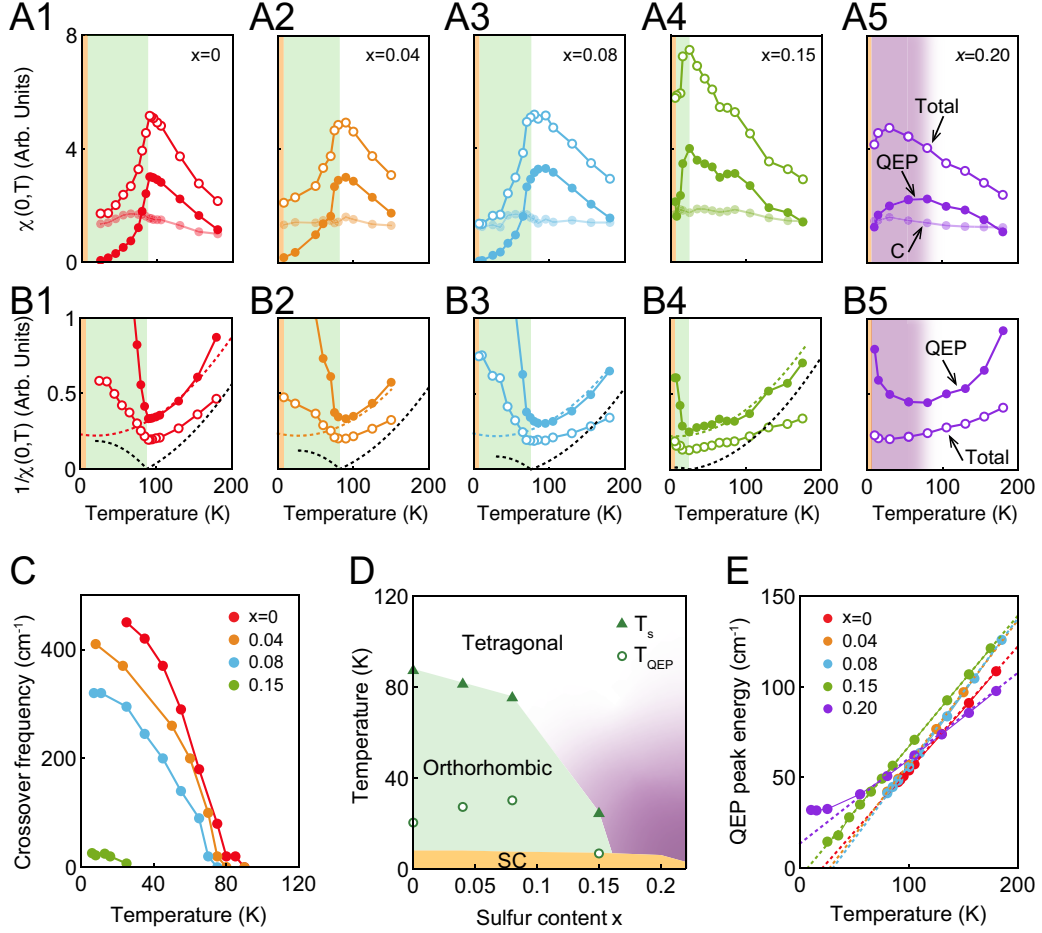 A1
A2
A3
A4
A5
χ(0,T) (Arb. Units)
8
4
0
x=0
x=0.04
x=0.08
x=0.15
x=0.20
Total
QEP
C
B1
B2
B3
B4
B5
1/χ(0,T) (Arb. Units)
1
0.5
0
QEP
Total
0 100 200
0 100 200
0 100 200
0 100 200
0 100 200
Temperature (K)
Temperature (K)
Temperature (K)
Temperature (K)
Temperature (K)
C
Crossover frequency (cm⁻¹)
400
200
0
x=0
0.04
0.08
0.15
0 40 80 120
Temperature (K)
D
Temperature (K)
120
80
40
0
Tetragonal
Tₛ
T_QEP
Orthorhombic
SC
0 0.05 0.1 0.15 0.2
Sulfur content x
E
QEP peak energy (cm⁻¹)
150
100
50
0
x=0
0.04
0.08
0.15
0.20
0 100 200
Temperature (K)